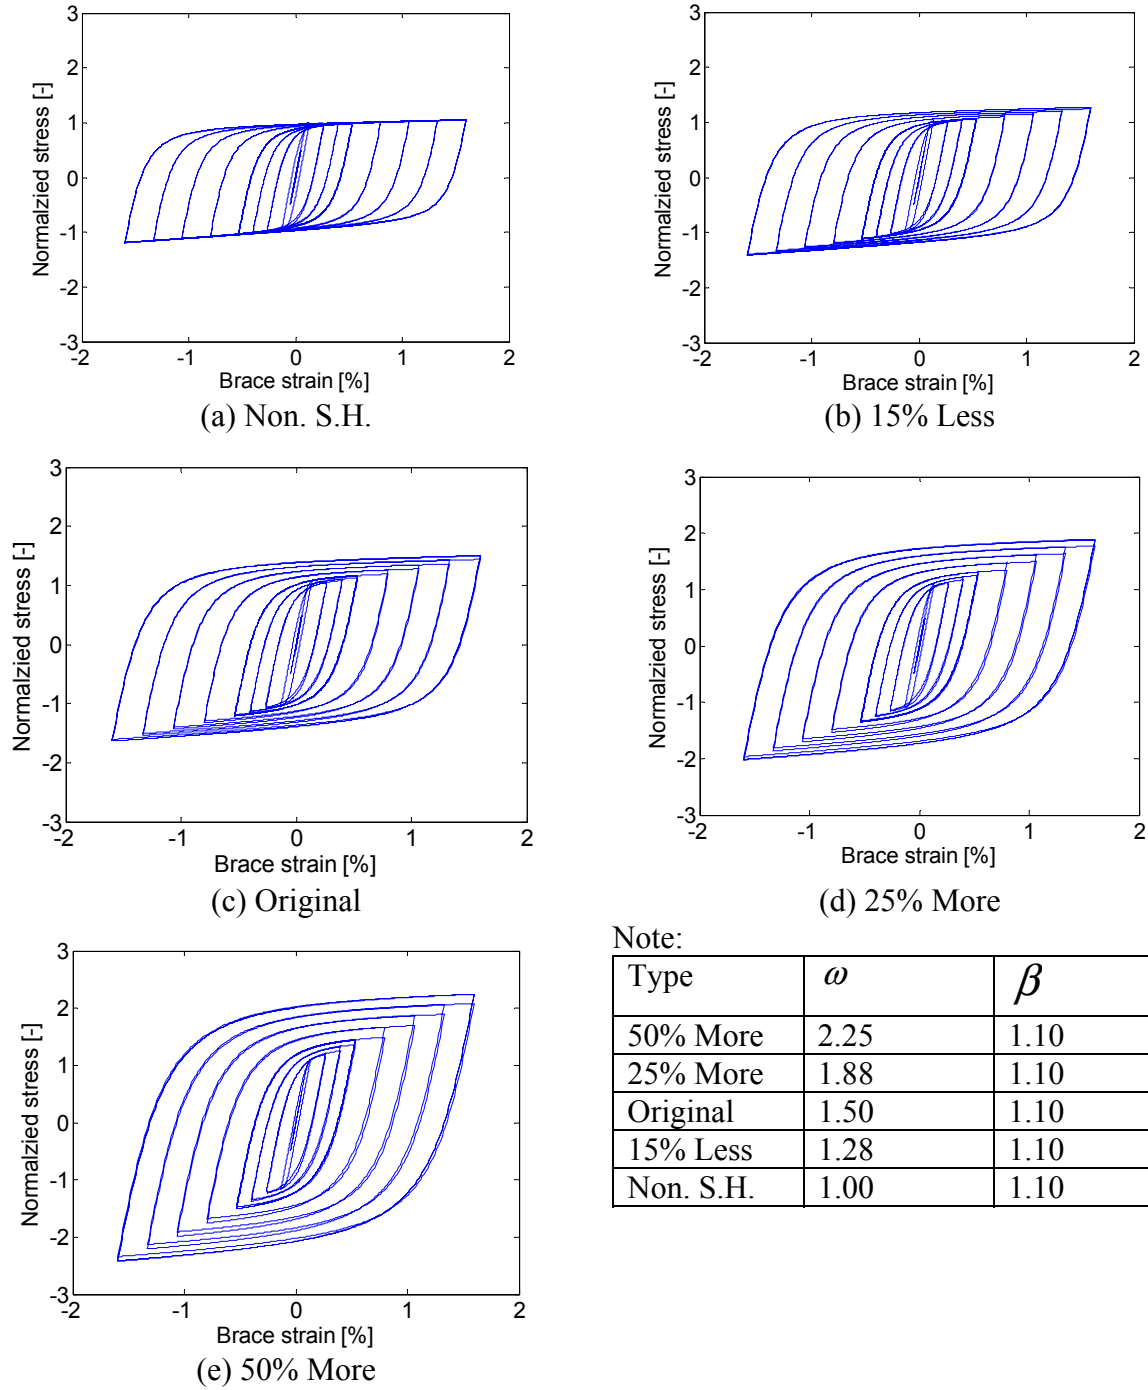 3
2
1
0
-1
-2
-3
-2
-1
0
1
2
Normalzied stress [-]
Brace strain [%]
(a) Non. S.H.
3
2
1
0
-1
-2
-3
-2
-1
0
1
2
Normalzied stress [-]
Brace strain [%]
(b) 15% Less
3
2
1
0
-1
-2
-3
-2
-1
0
1
2
Normalzied stress [-]
Brace strain [%]
(c) Original
3
2
1
0
-1
-2
-3
-2
-1
0
1
2
Normalzied stress [-]
Brace strain [%]
(d) 25% More
3
2
1
0
-1
-2
-3
-2
-1
0
1
2
Normalzied stress [-]
Brace strain [%]
(e) 50% More
Note:
Type ω β
50% More 2.25 1.10
25% More 1.88 1.10
Original 1.50 1.10
15% Less 1.28 1.10
Non. S.H. 1.00 1.10